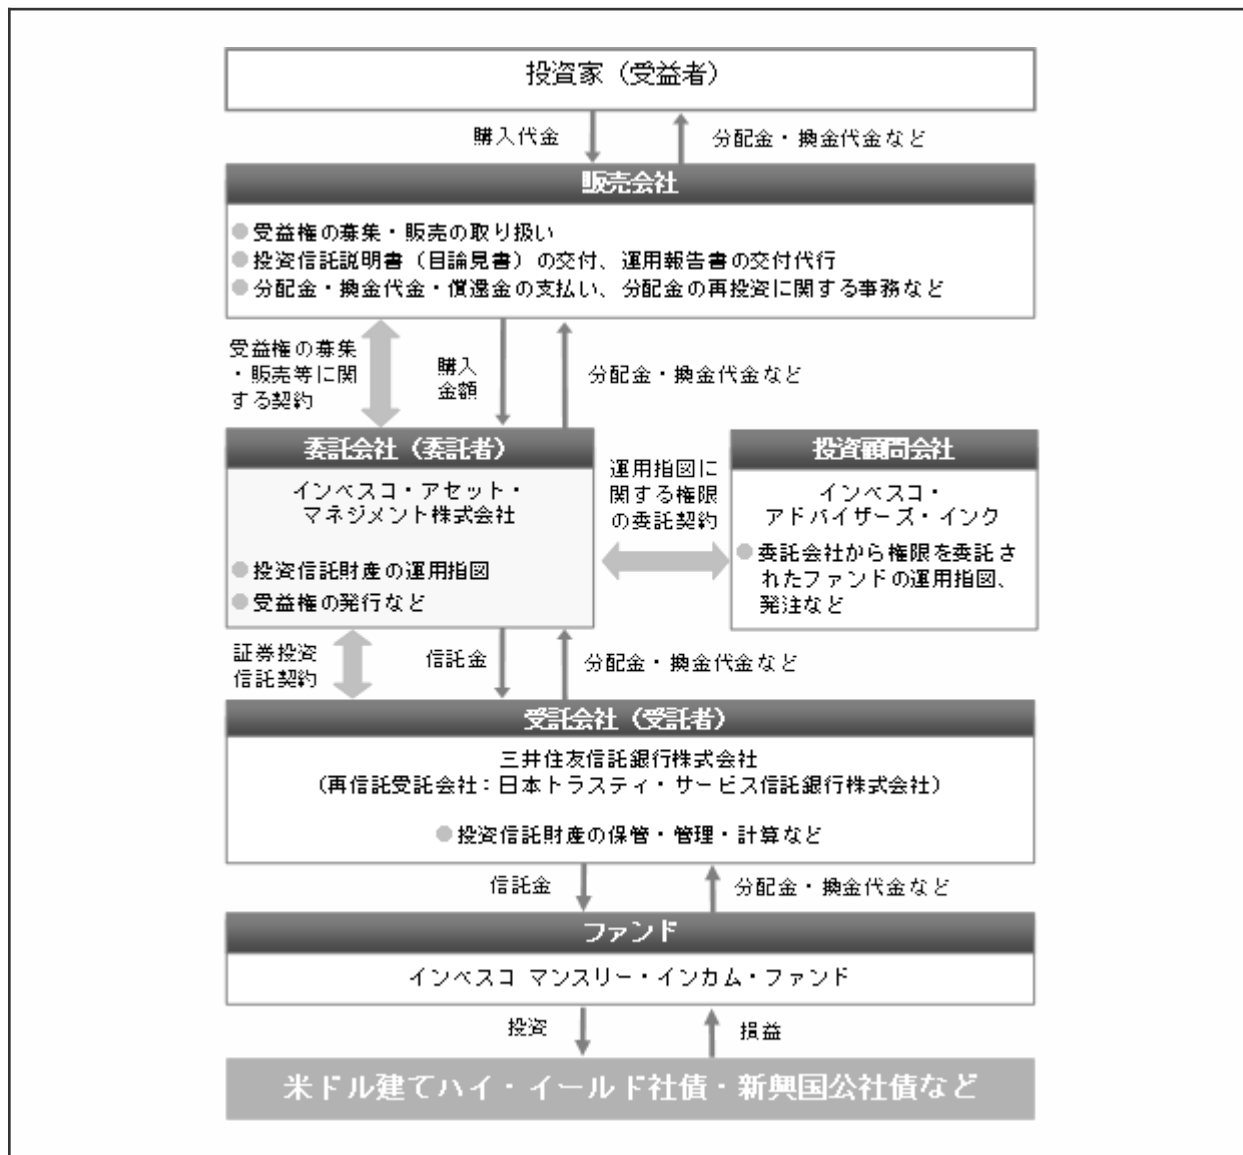 投資家（受益者）
購入代金
分配金・換金代金など
販売会社
受益権の募集・販売の取り扱い
投資信託説明書（目論見書）の交付、運用報告書の交付代行
分配金・換金代金・償還金の支払い、分配金の再投資に関する事務など
受益権の募集
・販売等に関
する契約
購入
金額
分配金・換金代金など
委託会社（委託者）
インベスコ・アセット・
マネジメント株式会社
投資信託財産の運用指図
受益権の発行など
運用指図に
関する権限
の委託契約
投資顧問会社
インベスコ・
アドバイザーズ・インク
委託会社から権限を委託さ
れたファンドの運用指図、
発注など
証券投資
信託契約
信託金
分配金・換金代金など
受託会社（受託者）
三井住友信託銀行株式会社
（再信託受託会社：日本トラスティ・サービス信託銀行株式会社）
投資信託財産の保管・管理・計算など
信託金
分配金・換金代金など
ファンド
インベスコ マンスリー・インカム・ファンド
投資
損益
米ドル建てハイ・イールド社債・新興国公社債など